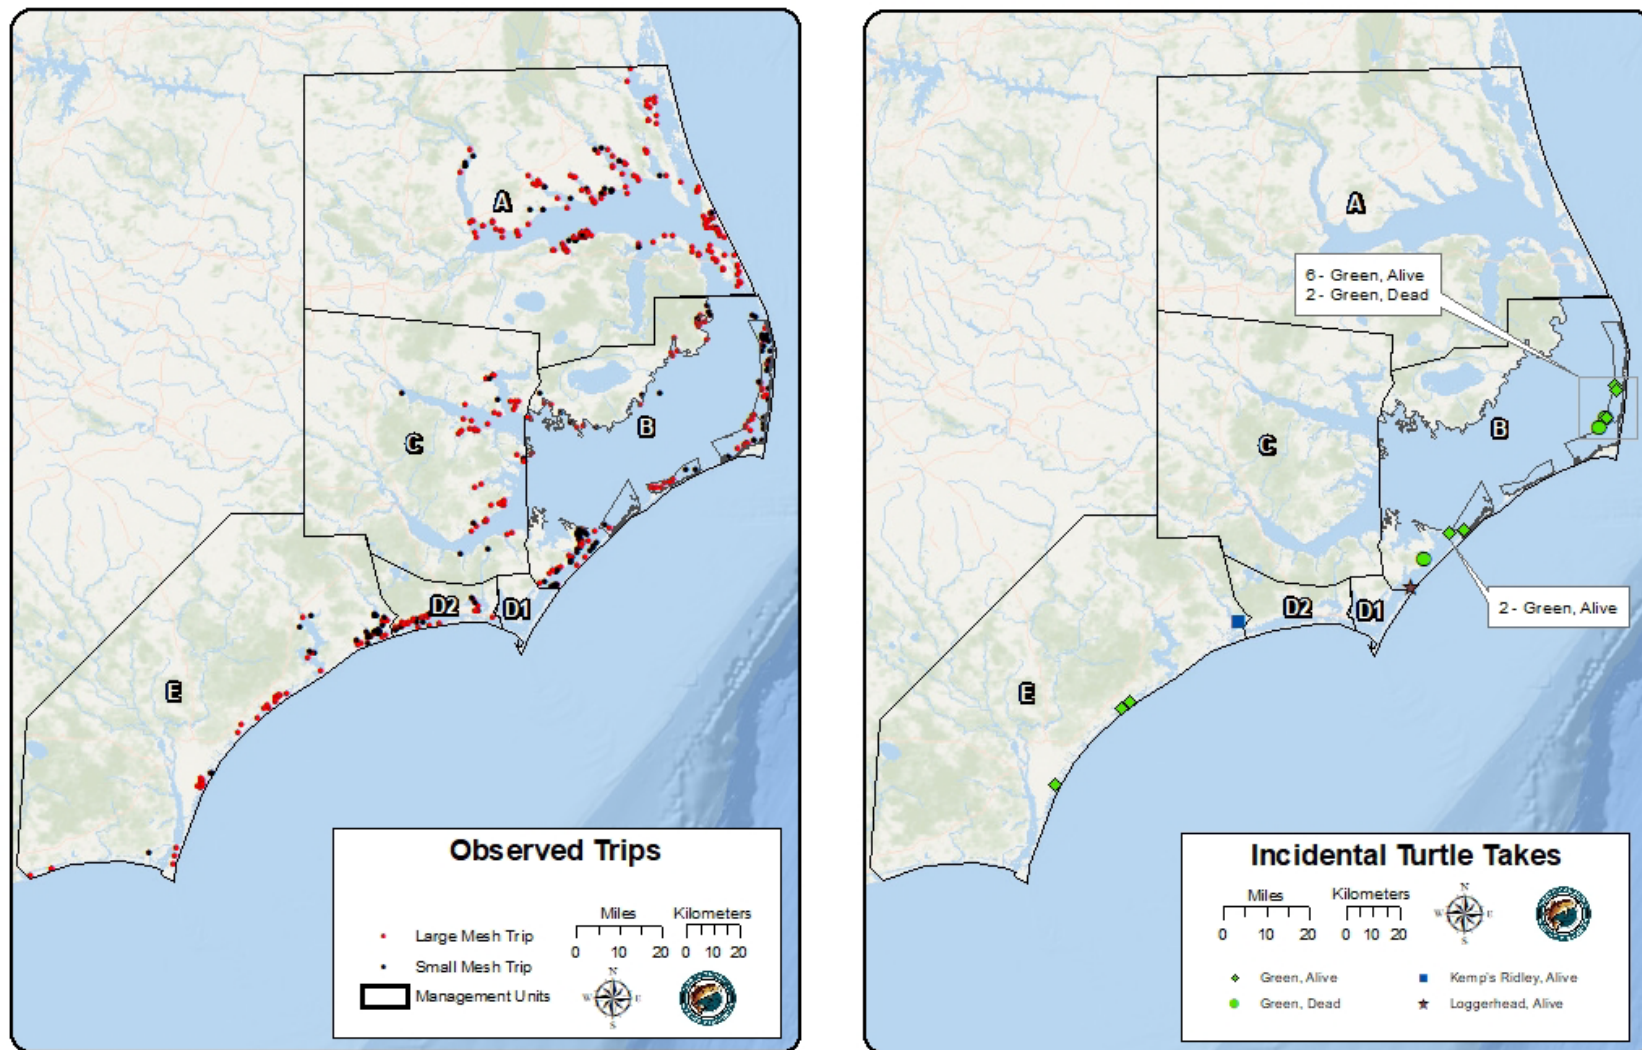 A
B
C
D2
D1
E
Observed Trips
Miles
Kilometers
0 10 20
0 10 20
Large Mesh Trip
Small Mesh Trip
Management Units
N
W
E
S
A
6 - Green, Alive
2 - Green, Dead
B
C
2 - Green, Alive
D2
D1
E
Incidental Turtle Takes
Miles
Kilometers
0 10 20
0 10 20
N
W
E
S
Green, Alive
Kemp's Ridley, Alive
Green, Dead
Loggerhead, Alive